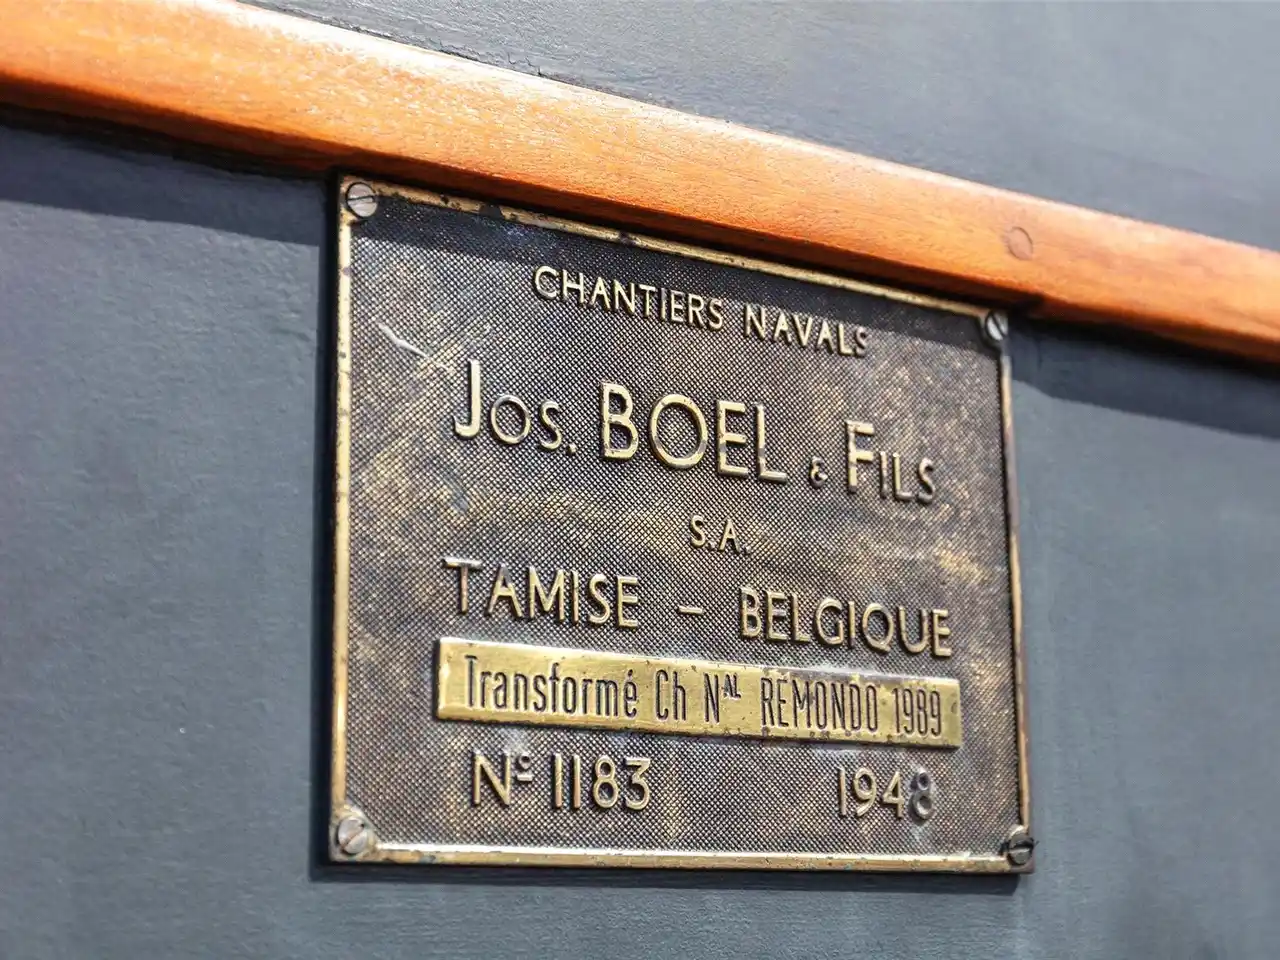 CHANTIERS NAVALS
Jos. BOEL & FILS
S.A.
TAMISE – BELGIQUE
Transformé Ch NAL REMONDO 1989
Nº 1183 1948